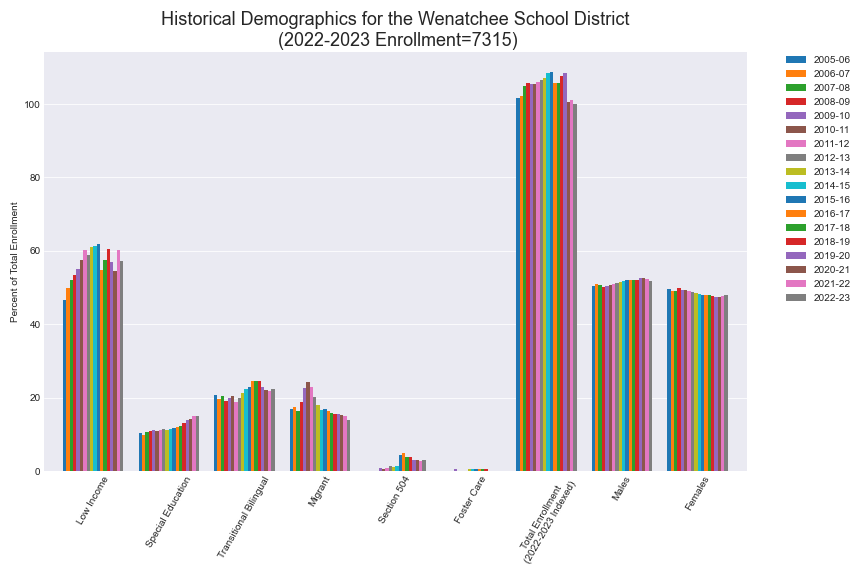 Historical Demographics for the Wenatchee School District
(2022-2023 Enrollment=7315)
Percent of Total Enrollment
100
80
60
40
20
0
Low Income
Special Education
Transitional Bilingual
Migrant
Section 504
Foster Care
Total Enrollment
(2022-2023 Indexed)
Males
Females
2005-06
2006-07
2007-08
2008-09
2009-10
2010-11
2011-12
2012-13
2013-14
2014-15
2015-16
2016-17
2017-18
2018-19
2019-20
2020-21
2021-22
2022-23